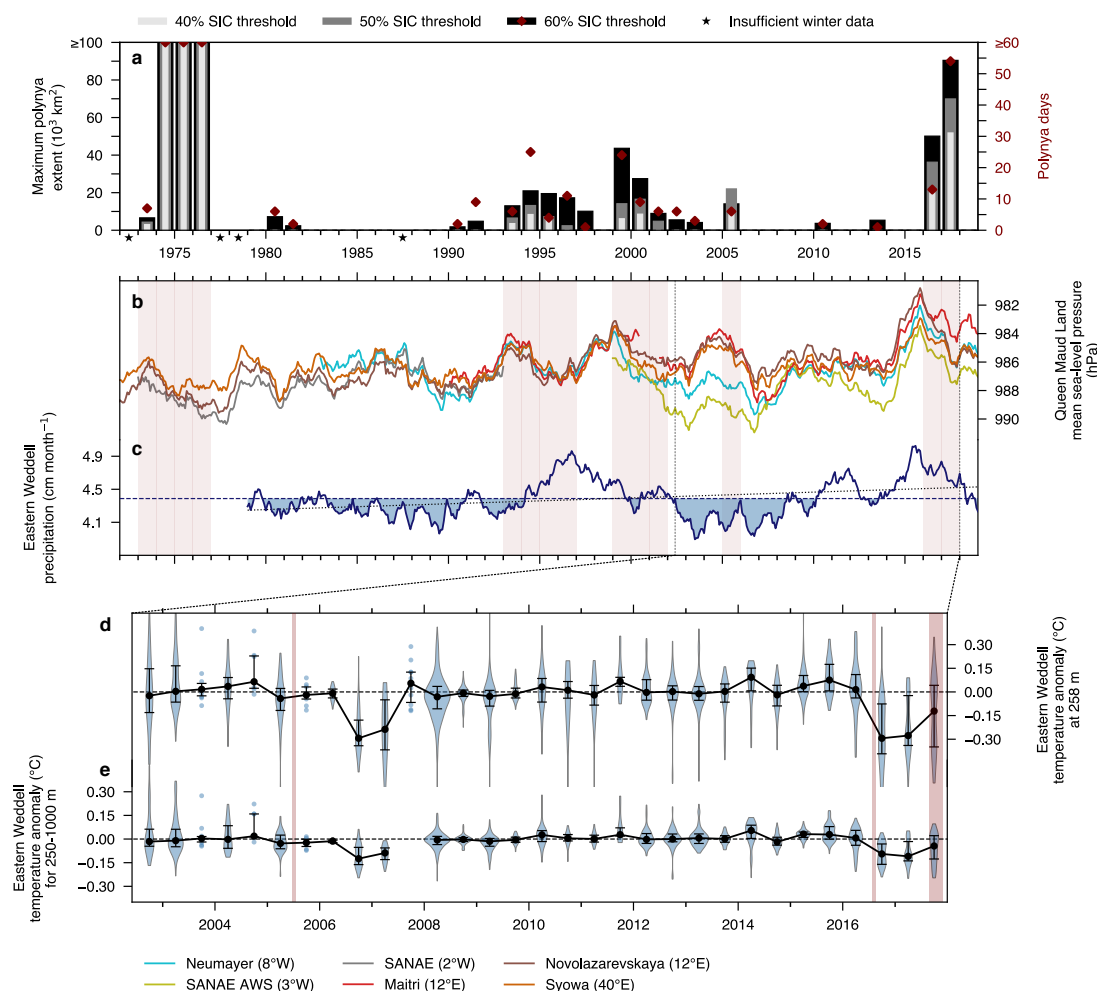 40% SIC threshold 50% SIC threshold 60% SIC threshold ★ Insufficient winter data
a
Maximum polynya
extent (10³ km²)
≥100
80
60
40
20
0
Polynya days
≥60
50
40
30
20
10
0
1975 1980 1985 1990 1995 2000 2005 2010 2015
b
Queen Maud Land
mean sea-level pressure
(hPa)
982
984
986
988
990
c
Eastern Weddell
precipitation (cm month⁻¹)
4.9
4.5
4.1
d
Eastern Weddell
temperature anomaly (°C)
at 258 m
0.30
0.15
0.00
−0.15
−0.30
e
Eastern Weddell
temperature anomaly (°C)
for 250-1000 m
0.30
0.15
0.00
−0.15
−0.30
2004 2006 2008 2010 2012 2014 2016
Neumayer (8°W) SANAE (2°W) Novolazarevskaya (12°E)
SANAE AWS (3°W) Maitri (12°E) Syowa (40°E)